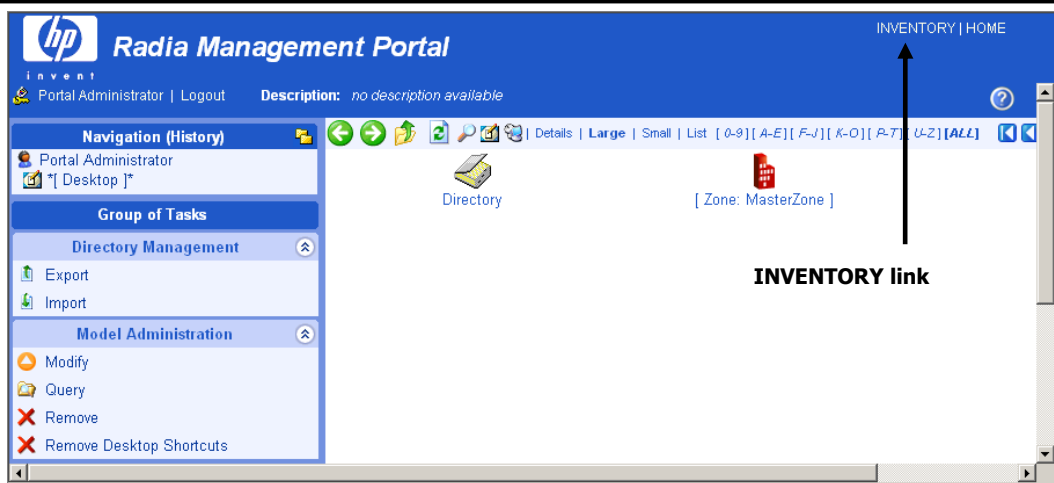 INVENTORY | HOME
hp
Radia Management Portal
invent
Portal Administrator | Logout Description: no description available
?
Navigation (History)
Details | Large | Small | List [ 0-9 ] [ A-E ] [ F-J ] [ K-O ] [ P-T ] [ U-Z ] [ALL]
Portal Administrator
*[ Desktop ]*
Directory
[ Zone: MasterZone ]
Group of Tasks
Directory Management
Export
INVENTORY link
Import
Model Administration
Modify
Query
Remove
Remove Desktop Shortcuts